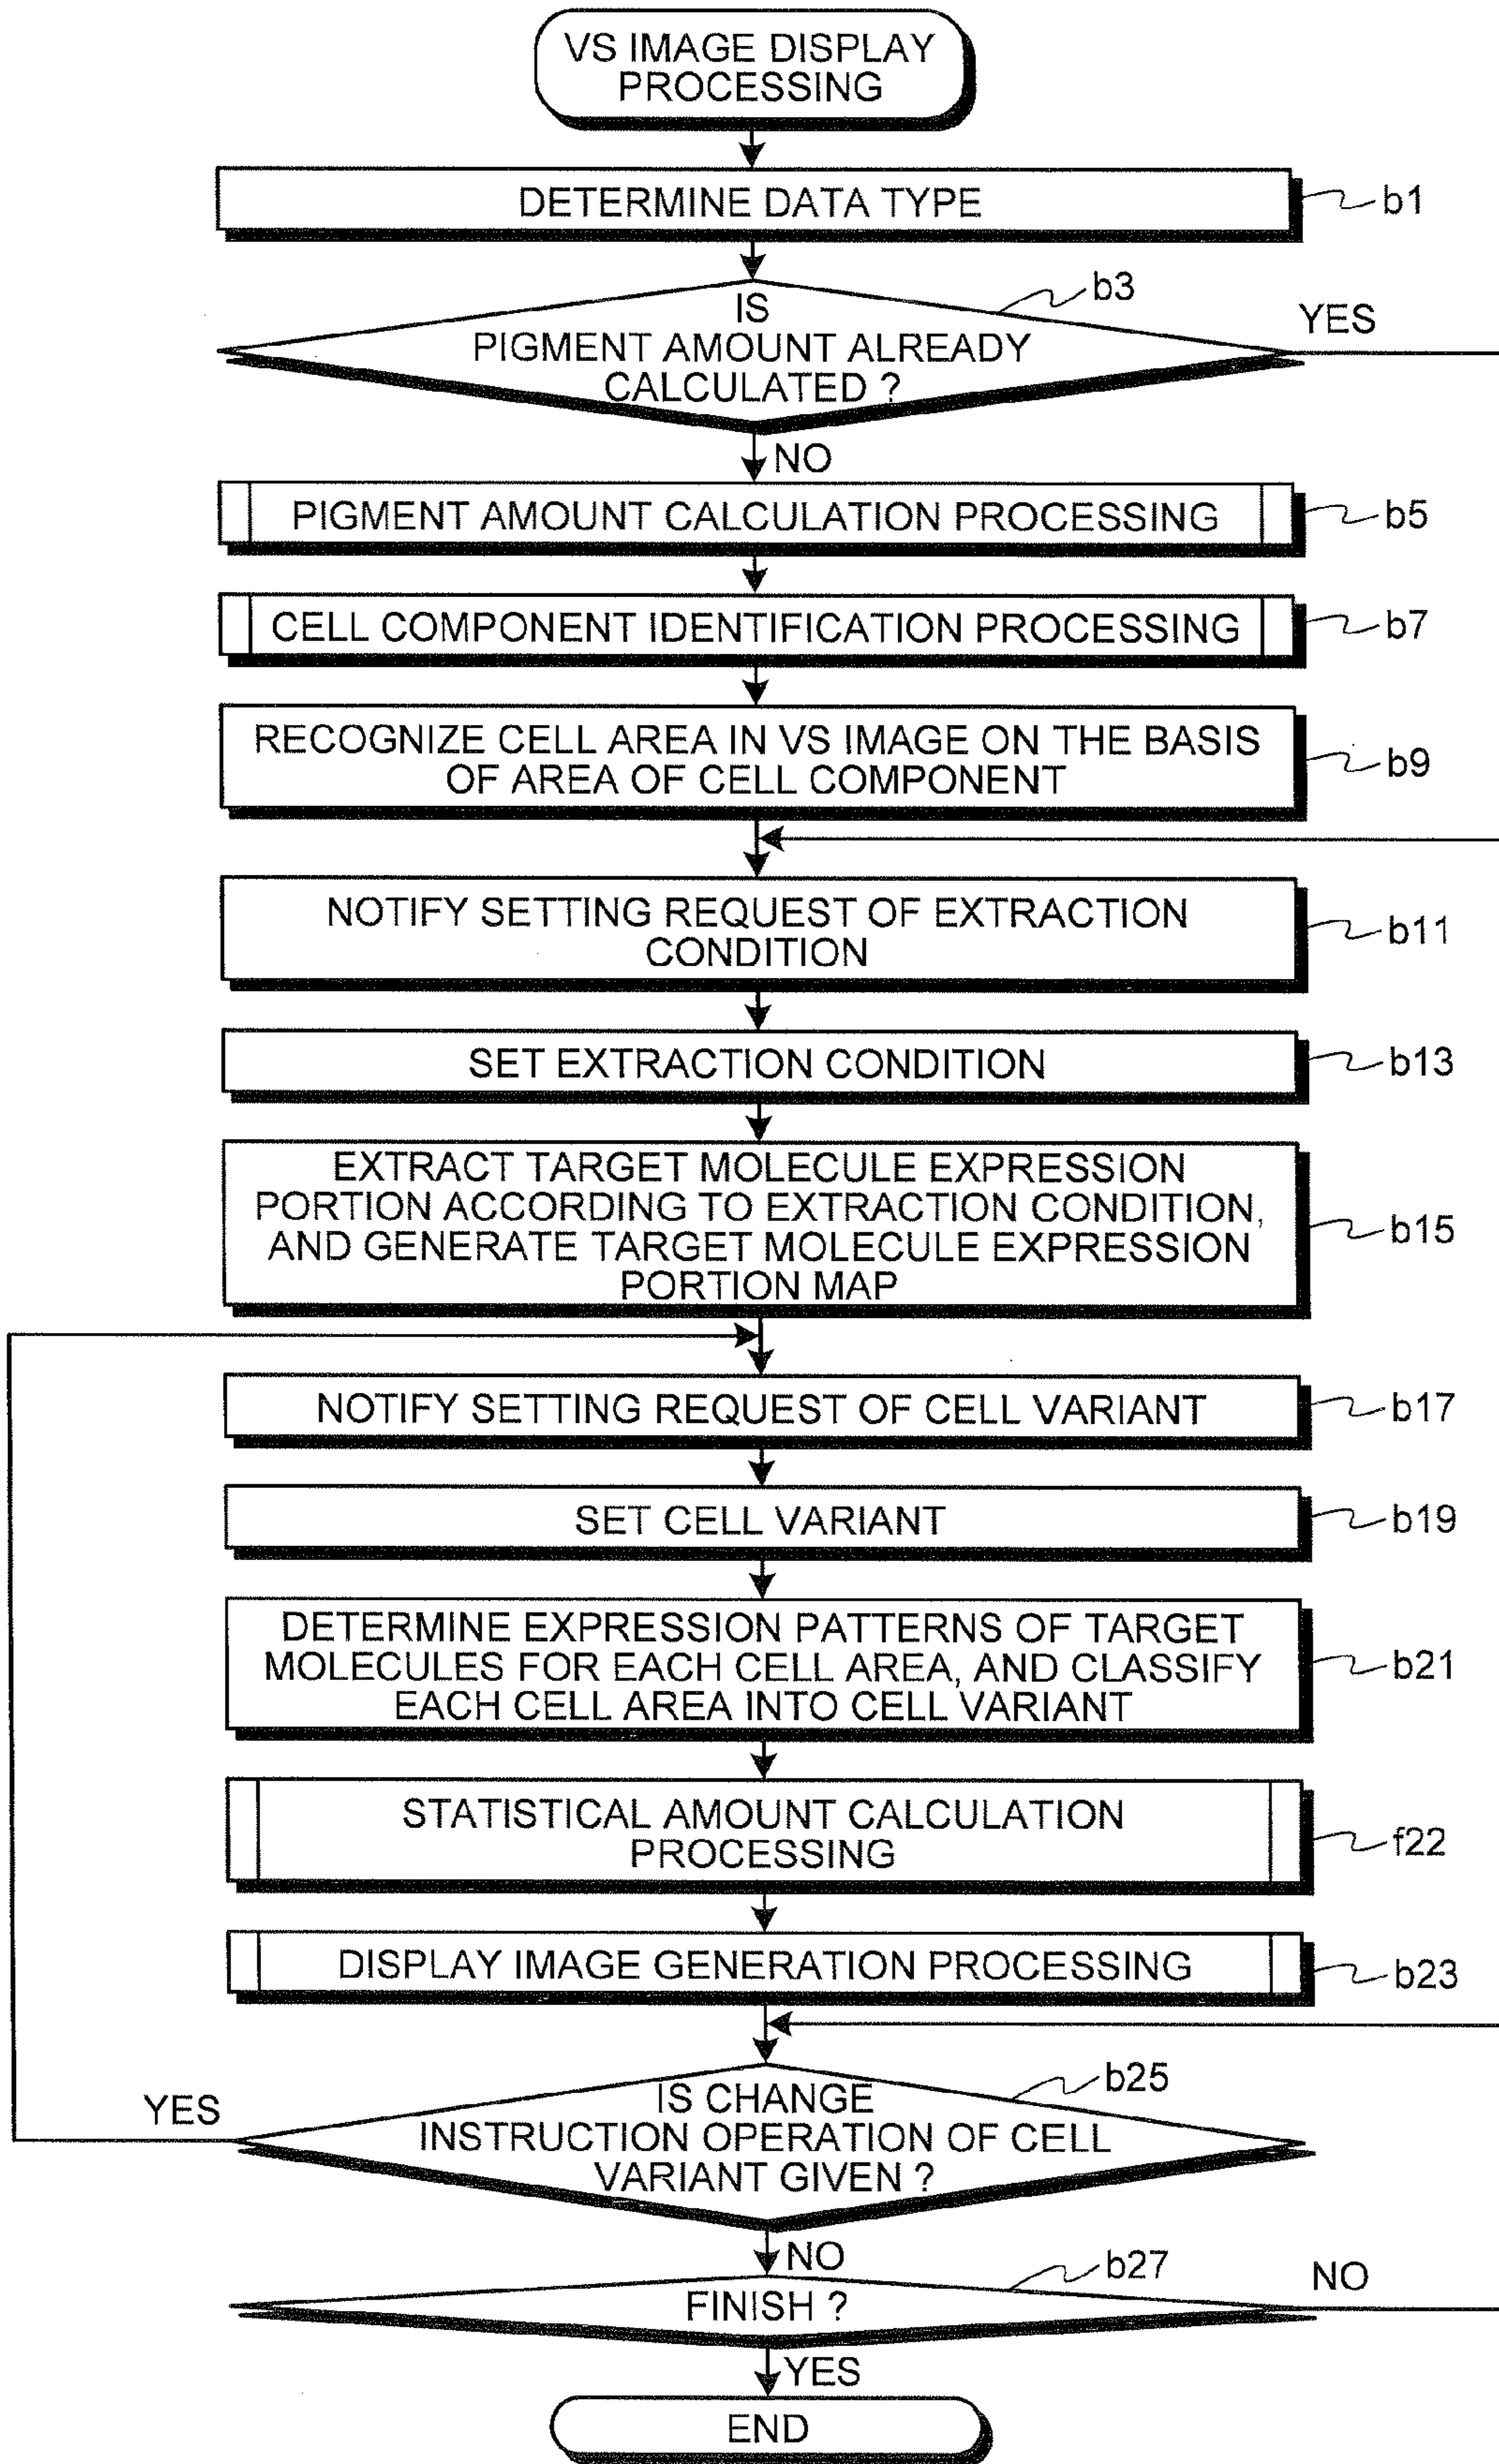 VS IMAGE DISPLAY
PROCESSING
DETERMINE DATA TYPE
b1
b3
IS
PIGMENT AMOUNT ALREADY
CALCULATED ?
YES
NO
PIGMENT AMOUNT CALCULATION PROCESSING
b5
CELL COMPONENT IDENTIFICATION PROCESSING
b7
RECOGNIZE CELL AREA IN VS IMAGE ON THE BASIS
OF AREA OF CELL COMPONENT
b9
NOTIFY SETTING REQUEST OF EXTRACTION
CONDITION
b11
SET EXTRACTION CONDITION
b13
EXTRACT TARGET MOLECULE EXPRESSION
PORTION ACCORDING TO EXTRACTION CONDITION,
AND GENERATE TARGET MOLECULE EXPRESSION
PORTION MAP
b15
NOTIFY SETTING REQUEST OF CELL VARIANT
b17
SET CELL VARIANT
b19
DETERMINE EXPRESSION PATTERNS OF TARGET
MOLECULES FOR EACH CELL AREA, AND CLASSIFY
EACH CELL AREA INTO CELL VARIANT
b21
STATISTICAL AMOUNT CALCULATION
PROCESSING
f22
DISPLAY IMAGE GENERATION PROCESSING
b23
b25
YES
IS CHANGE
INSTRUCTION OPERATION OF CELL
VARIANT GIVEN ?
NO
b27
NO
FINISH ?
YES
END